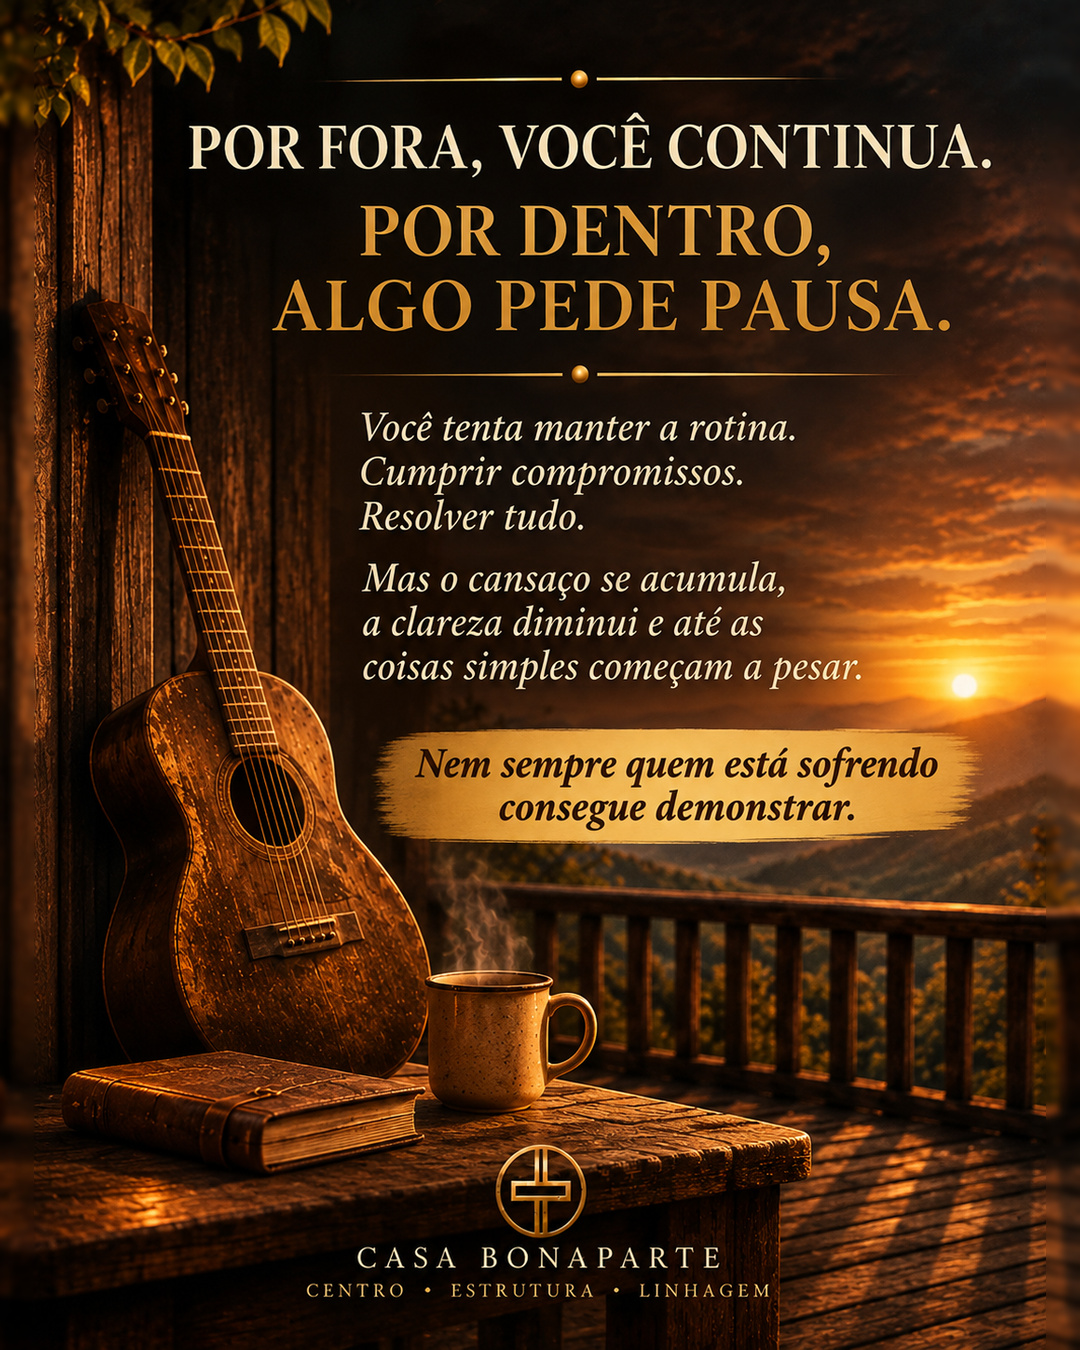 POR FORA, VOCÊ CONTINUA.
POR DENTRO,
ALGO PEDE PAUSA.
Você tenta manter a rotina.
Cumprir compromissos.
Resolver tudo.
Mas o cansaço se acumula,
a clareza diminui e até as
coisas simples começam a pesar.
Nem sempre quem está sofrendo
consegue demonstrar.
CASA BONAPARTE
CENTRO • ESTRUTURA • LINHAGEM